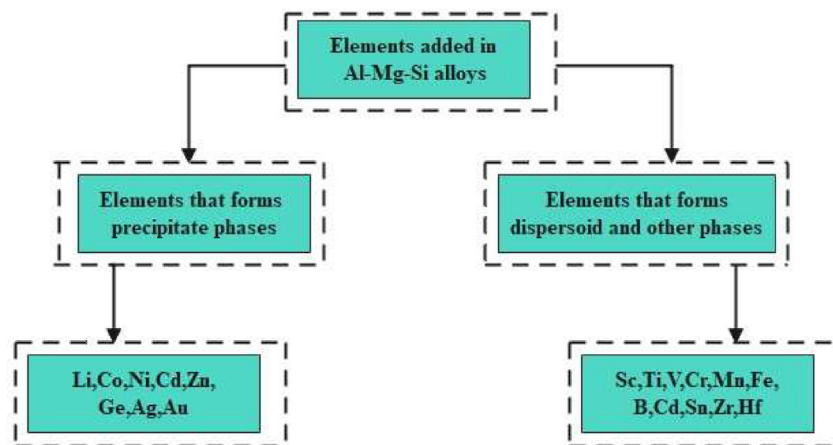 Elements added in
Al-Mg-Si alloys
Elements that forms
precipitate phases
Elements that forms
dispersoid and other phases
Li,Co,Ni,Cd,Zn,
Ge,Ag,Au
Sc,Ti,V,Cr,Mn,Fe,
B,Cd,Sn,Zr,Hf